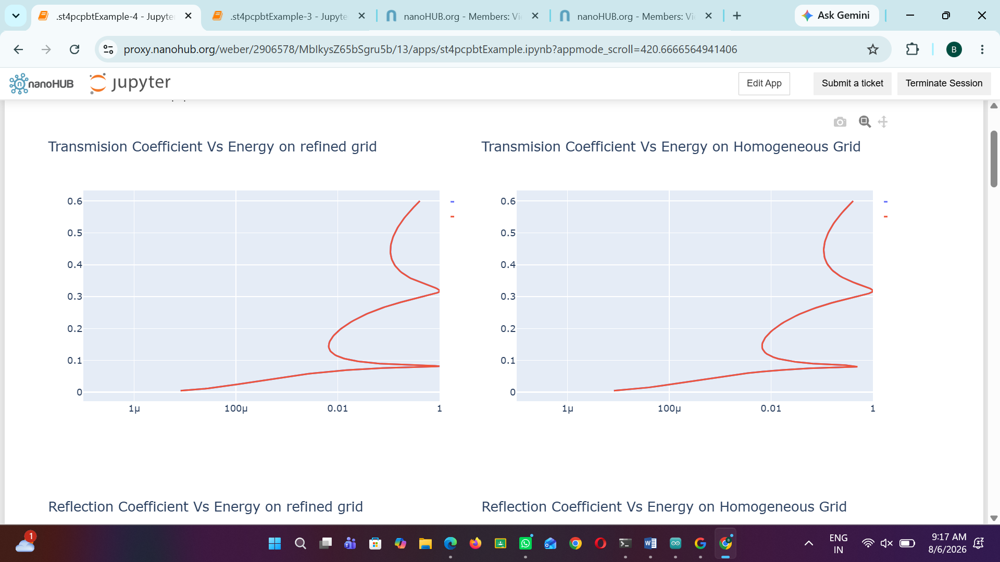 .st4pcpbtExample-4 - Jupyte
.st4pcpbtExample-3 - Jupyte
nanoHUB.org - Members: Vi
nanoHUB.org - Members: Vi
Ask Gemini
proxy.nanohub.org/weber/2906578/MbIkysZ65bSgru5b/13/apps/st4pcpbtExample.ipynb?appmode_scroll=420.6666564941406
B
nanoHUB
jupyter
Edit App
Submit a ticket
Terminate Session
Transmision Coefficient Vs Energy on refined grid
0.6
0.5
0.4
0.3
0.2
0.1
0
1μ
100μ
0.01
1
Transmision Coefficient Vs Energy on Homogeneous Grid
0.6
0.5
0.4
0.3
0.2
0.1
0
1μ
100μ
0.01
1
Reflection Coefficient Vs Energy on refined grid
Reflection Coefficient Vs Energy on Homogeneous Grid
1
ENG
IN
9:17 AM
8/6/2026